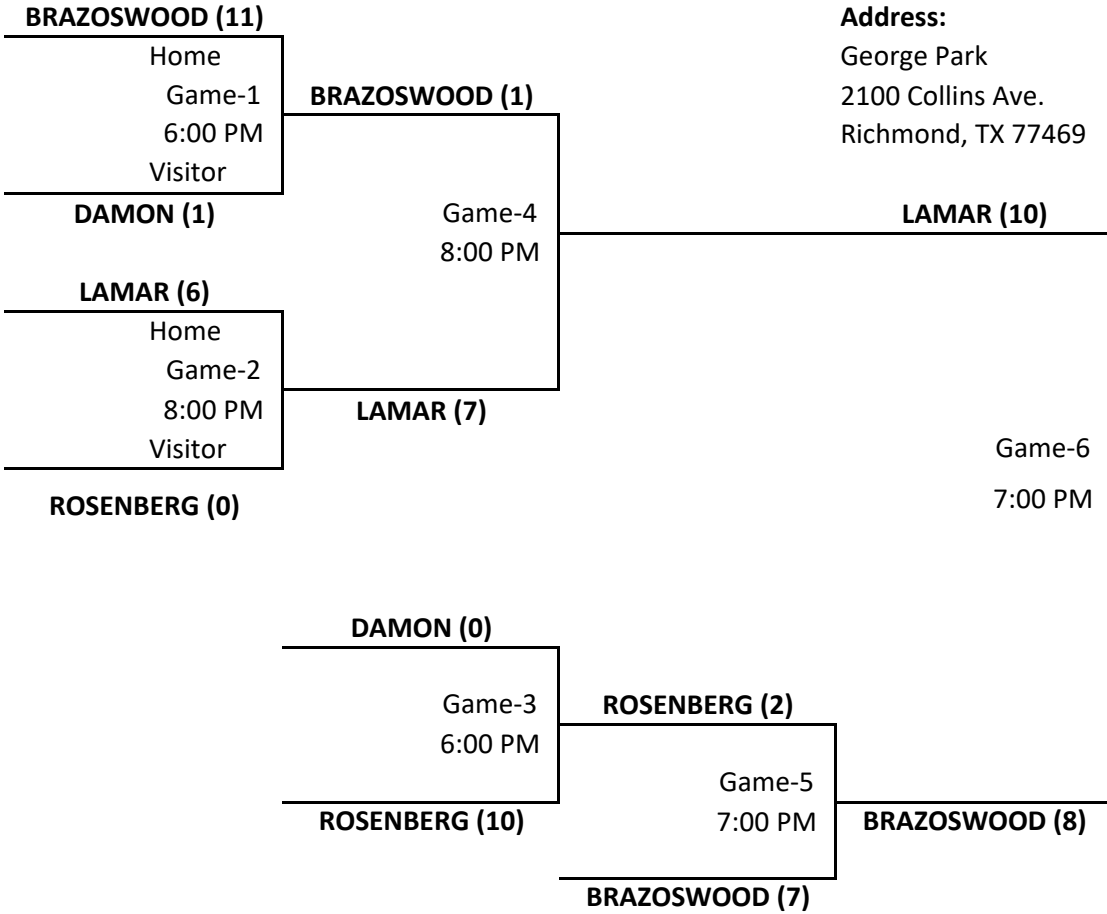 BRAZOSWOOD (11)
Address:
Home
George Park
Game-1
BRAZOSWOOD (1)
2100 Collins Ave.
6:00 PM
Richmond, TX 77469
Visitor
DAMON (1)
Game-4
LAMAR (10)
8:00 PM
LAMAR (6)
Home
Game-2
8:00 PM
LAMAR (7)
Visitor
Game-6
ROSENBERG (0)
7:00 PM
DAMON (0)
Game-3
ROSENBERG (2)
6:00 PM
Game-5
ROSENBERG (10)
7:00 PM
BRAZOSWOOD (8)
BRAZOSWOOD (7)